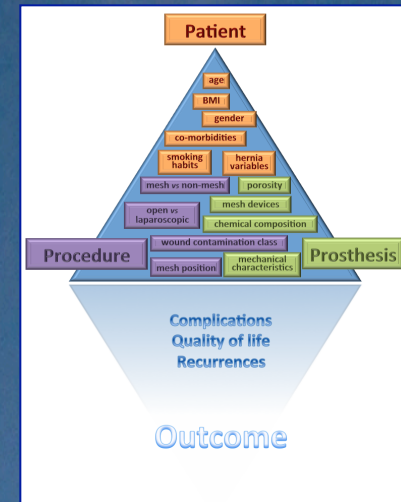 Patient
age
BMI
gender
co-morbidities
smoking
habits
hernia
variables
mesh vs non-mesh
porosity
mesh devices
open vs
laparoscopic
chemical composition
wound contamination class
Procedure
Prosthesis
mesh position
mechanical
characteristics
Complications
Quality of life
Recurrences
Outcome